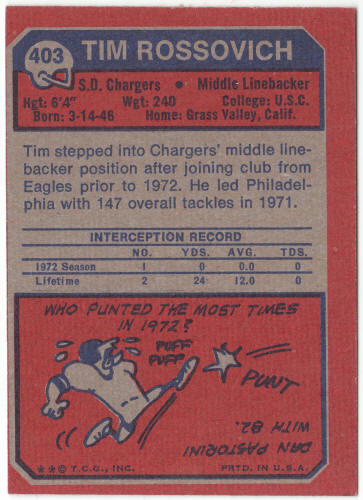 403 TIM ROSSOVICH
S.D. Chargers • Middle Linebacker
Hgt: 6'4" Wgt: 240 College: U.S.C.
Born: 3-14-46 Home: Grass Valley, Calif.
Tim stepped into Chargers' middle line-
backer position after joining club from
Eagles prior to 1972. He led Philadel-
phia with 147 overall tackles in 1971.
INTERCEPTION RECORD
NO. YDS. AVG. TDS.
1972 Season 1 0 0.0 0
Lifetime 2 24 12.0 0
WHO PUNTED THE MOST TIMES
IN 1972?
PUFF
PUFF
PUNT
DAN PASTORINI
WITH 82.
**© T.C.G., INC. PRTD. IN U.S.A.